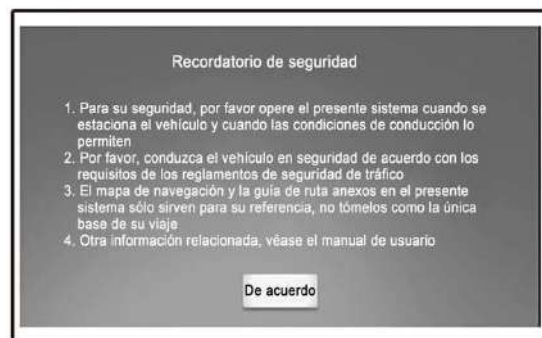 Recordatorio de seguridad
1. Para su seguridad, por favor opere el presente sistema cuando se
estaciona el vehículo y cuando las condiciones de conducción lo
permiten
2. Por favor, conduzca el vehículo en seguridad de acuerdo con los
requisitos de los reglamentos de seguridad de tráfico
3. El mapa de navegación y la guía de ruta anexos en el presente
sistema sólo sirven para su referencia, no tómelos como la única
base de su viaje
4. Otra información relacionada, véase el manual de usuario
De acuerdo